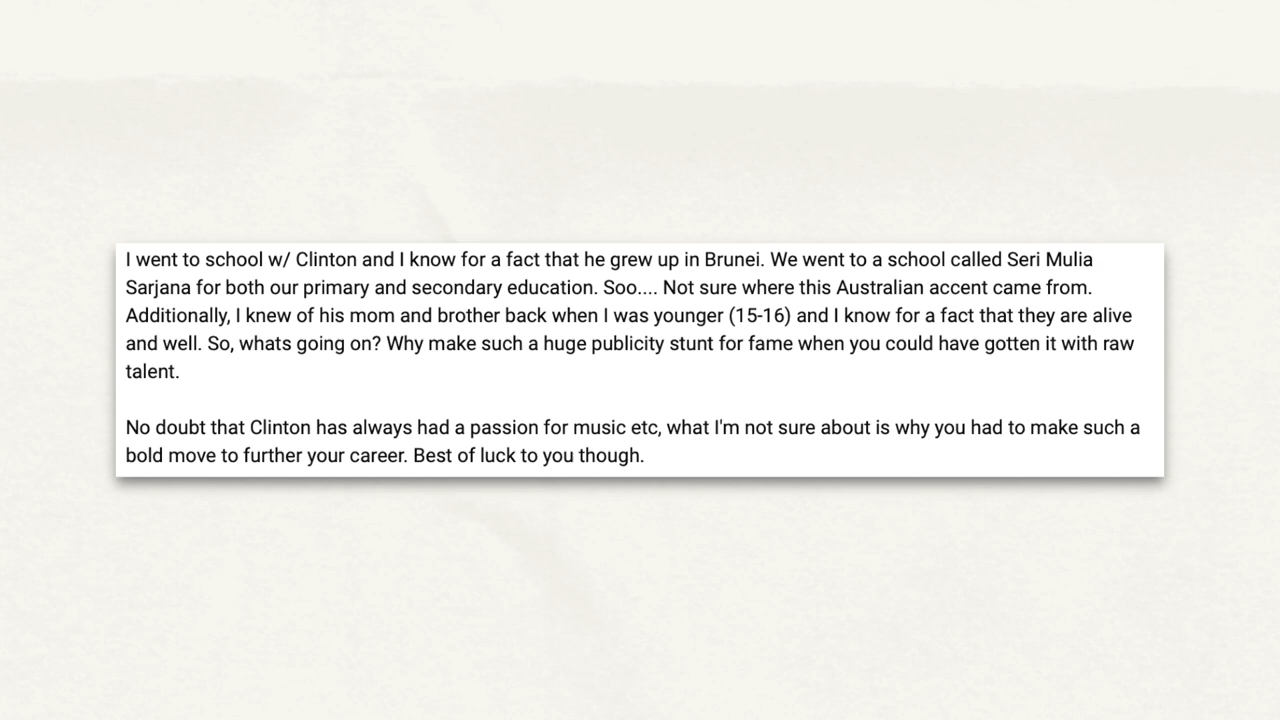 I went to school w/ Clinton and I know for a fact that he grew up in Brunei. We went to a school called Seri Mulia
Sarjana for both our primary and secondary education. Soo.... Not sure where this Australian accent came from.
Additionally, I knew of his mom and brother back when I was younger (15-16) and I know for a fact that they are alive
and well. So, whats going on? Why make such a huge publicity stunt for fame when you could have gotten it with raw
talent.
No doubt that Clinton has always had a passion for music etc, what I'm not sure about is why you had to make such a
bold move to further your career. Best of luck to you though.